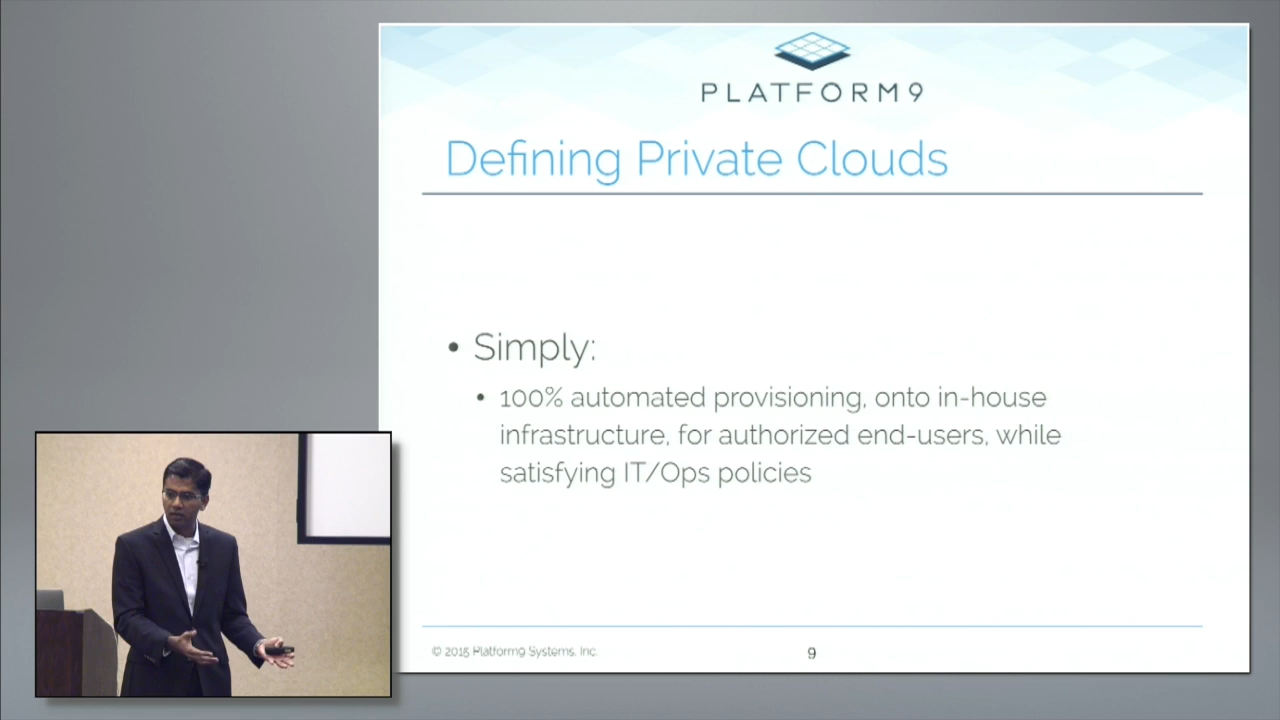 PLATFORM9
Defining Private Clouds
• Simply:
• 100% automated provisioning, onto in-house
infrastructure, for authorized end-users, while
satisfying IT/Ops policies
© 2015 Platform9 Systems, Inc.
9